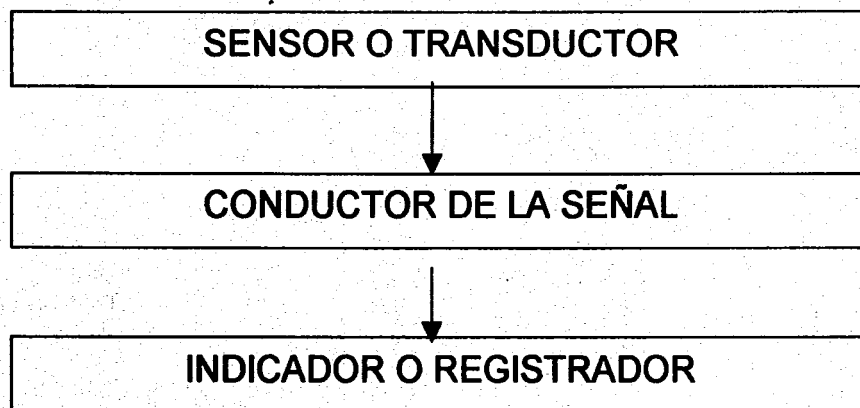 SENSOR O TRANSDUCTOR
CONDUCTOR DE LA SEÑAL
INDICADOR O REGISTRADOR